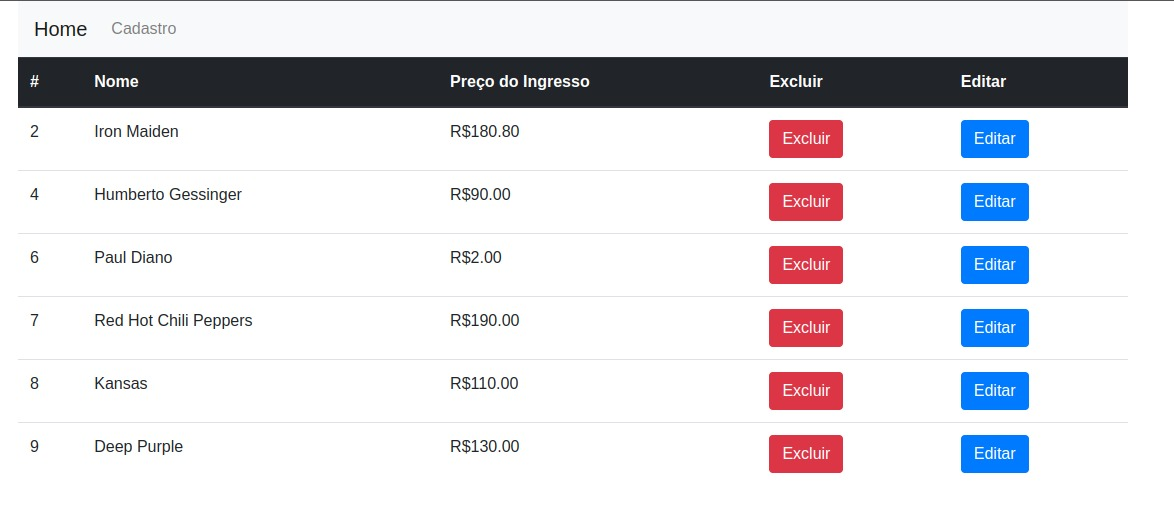 Home Cadastro
# Nome Preço do Ingresso Excluir Editar
2 Iron Maiden R$180.80 Excluir Editar
4 Humberto Gessinger R$90.00 Excluir Editar
6 Paul Diano R$2.00 Excluir Editar
7 Red Hot Chili Peppers R$190.00 Excluir Editar
8 Kansas R$110.00 Excluir Editar
9 Deep Purple R$130.00 Excluir Editar